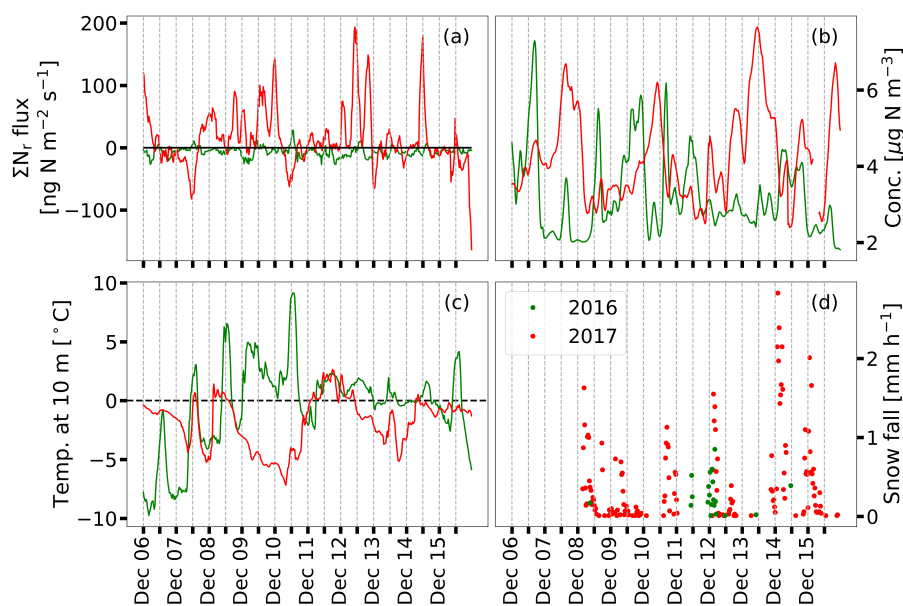 (a)
200
100
0
−100
ΣNᵣ flux
[ng N m⁻² s⁻¹]
(b)
6
4
2
Conc. [μg N m⁻³]
(c)
10
5
0
−5
−10
Temp. at 10 m [°C]
(d)
2016
2017
2
1
0
Snow fall [mm h⁻¹]
Dec 06
Dec 07
Dec 08
Dec 09
Dec 10
Dec 11
Dec 12
Dec 13
Dec 14
Dec 15
Dec 06
Dec 07
Dec 08
Dec 09
Dec 10
Dec 11
Dec 12
Dec 13
Dec 14
Dec 15